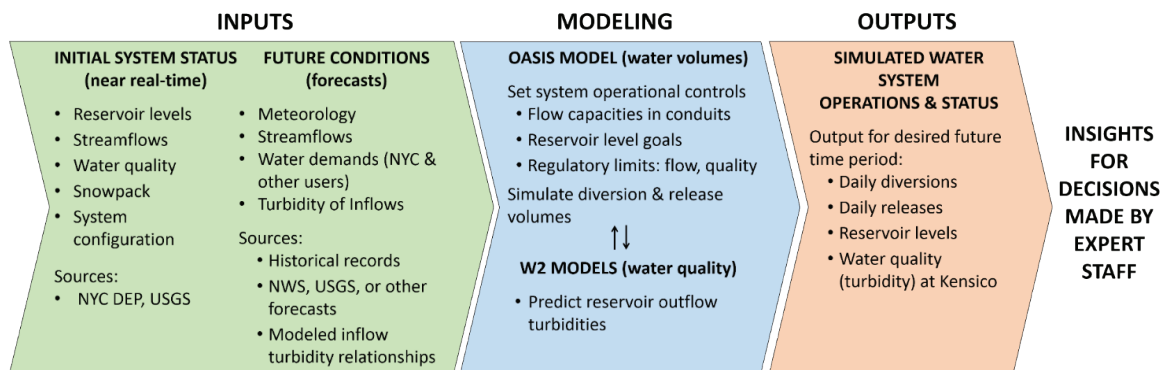 INPUTS
INITIAL SYSTEM STATUS
(near real-time)
• Reservoir levels
• Streamflows
• Water quality
• Snowpack
• System
configuration
Sources:
• NYC DEP, USGS
FUTURE CONDITIONS
(forecasts)
• Meteorology
• Streamflows
• Water demands (NYC &
other users)
• Turbidity of Inflows
Sources:
• Historical records
• NWS, USGS, or other
forecasts
• Modeled inflow
turbidity relationships
MODELING
OASIS MODEL (water volumes)
Set system operational controls
• Flow capacities in conduits
• Reservoir level goals
• Regulatory limits: flow, quality
Simulate diversion & release
volumes
W2 MODELS (water quality)
• Predict reservoir outflow
turbidities
OUTPUTS
SIMULATED WATER
SYSTEM
OPERATIONS & STATUS
Output for desired future
time period:
• Daily diversions
• Daily releases
• Reservoir levels
• Water quality
(turbidity) at Kensico
INSIGHTS
FOR
DECISIONS
MADE BY
EXPERT
STAFF